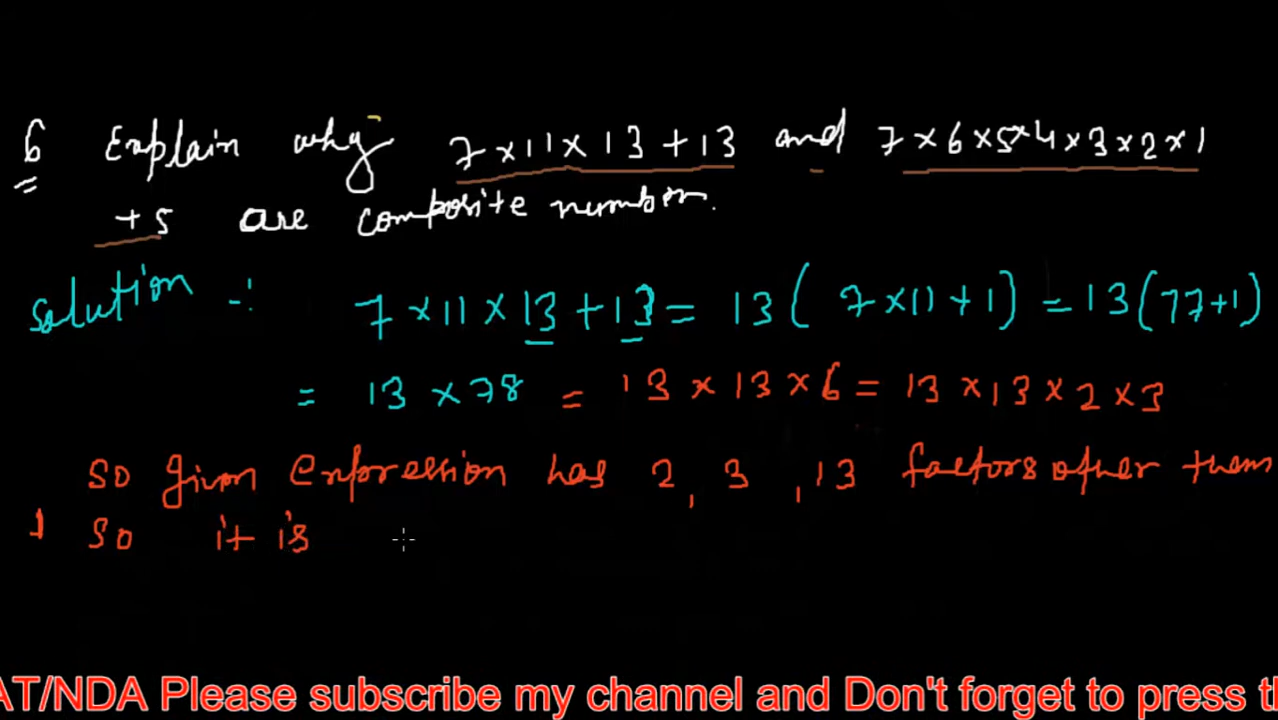 6 Explain why 7×11×13+13 and 7×6×5×4×3×2×1
+5 are composite number.
Solution -: 7×11×13+13 = 13(7×11+1) = 13(77+1)
= 13×78 = 13×13×6 = 13×13×2×3
So given expression has 2, 3, 13 factors other them
1 So it is
AT/NDA Please subscribe my channel and Don't forget to press th